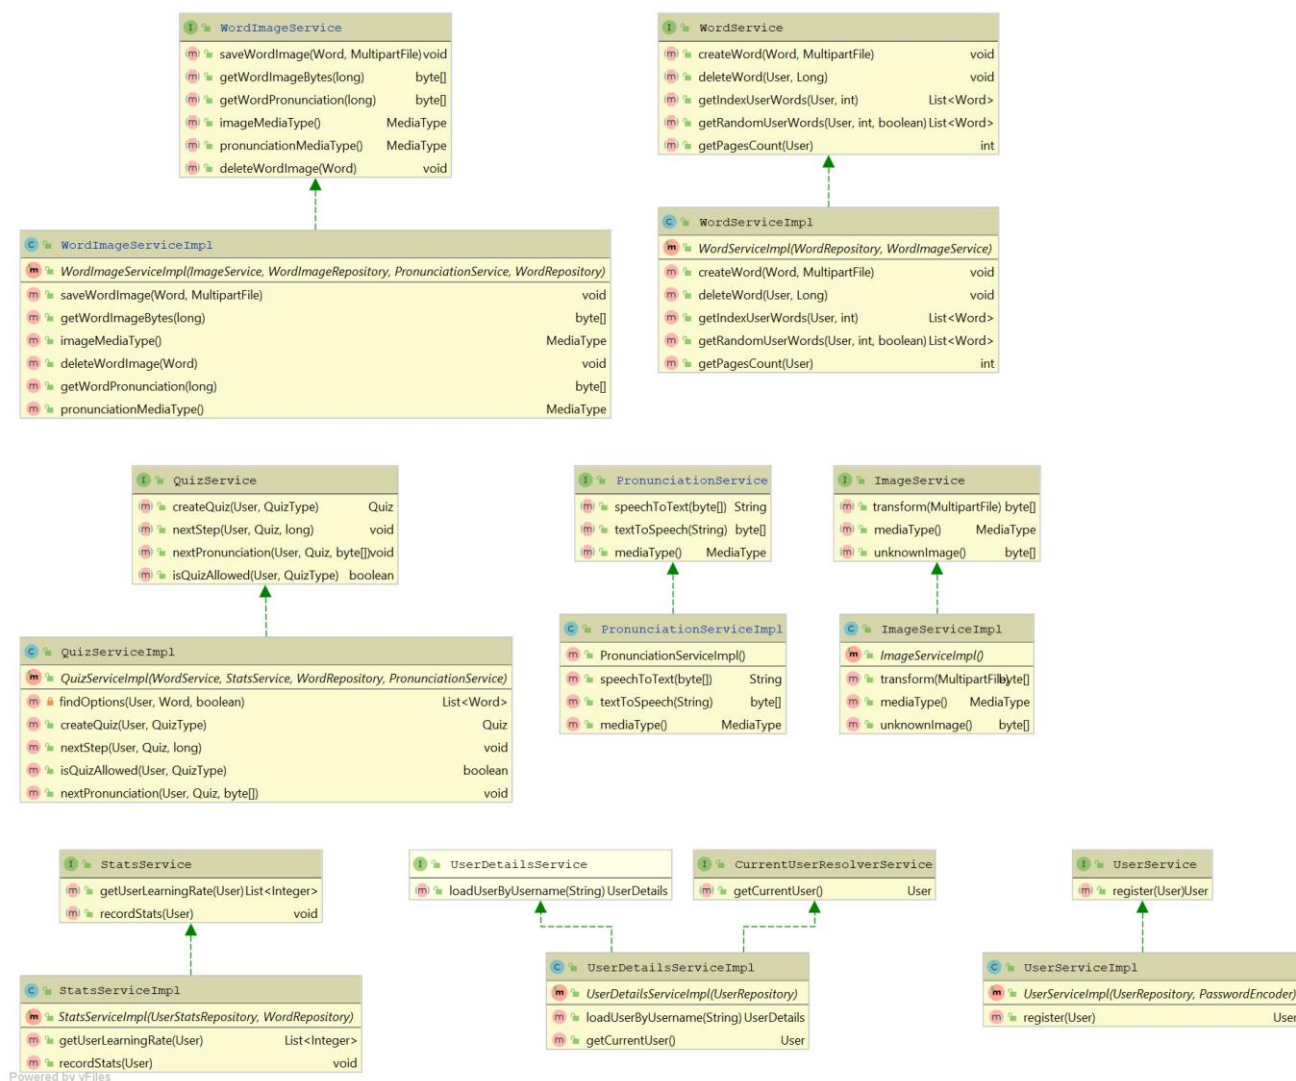 WordImageService
saveWordImage(Word, MultipartFile) void
getWordImageBytes(long) byte[]
getWordPronunciation(long) byte[]
imageMediaType() MediaType
pronunciationMediaType() MediaType
deleteWordImage(Word) void
WordService
createWord(Word, MultipartFile) void
deleteWord(User, Long) void
getIndexUserWords(User, int) List<Word>
getRandomUserWords(User, int, boolean) List<Word>
getPagesCount(User) int
WordImageServiceImpl
WordImageServiceImpl(ImageService, WordImageRepository, PronunciationService, WordRepository)
saveWordImage(Word, MultipartFile) void
getWordImageBytes(long) byte[]
imageMediaType() MediaType
deleteWordImage(Word) void
getWordPronunciation(long) byte[]
pronunciationMediaType() MediaType
WordServiceImpl
WordServiceImpl(WordRepository, WordImageService)
createWord(Word, MultipartFile) void
deleteWord(User, Long) void
getIndexUserWords(User, int) List<Word>
getRandomUserWords(User, int, boolean) List<Word>
getPagesCount(User) int
QuizService
createQuiz(User, QuizType) Quiz
nextStep(User, Quiz, long) void
nextPronunciation(User, Quiz, byte[]) void
isQuizAllowed(User, QuizType) boolean
PronunciationService
speechToText(byte[]) String
textToSpeech(String) byte[]
mediaType() MediaType
ImageService
transform(MultipartFile) byte[]
mediaType() MediaType
unknownImage() byte[]
QuizServiceImpl
QuizServiceImpl(WordService, StatsService, WordRepository, PronunciationService)
findOptions(User, Word, boolean) List<Word>
createQuiz(User, QuizType) Quiz
nextStep(User, Quiz, long) void
isQuizAllowed(User, QuizType) boolean
nextPronunciation(User, Quiz, byte[]) void
PronunciationServiceImpl
PronunciationServiceImpl()
speechToText(byte[]) String
textToSpeech(String) byte[]
mediaType() MediaType
ImageServiceImpl
ImageServiceImpl()
transform(MultipartFile) byte[]
mediaType() MediaType
unknownImage() byte[]
StatsService
getUserLearningRate(User) List<Integer>
recordStats(User) void
UserDetailsService
loadUserByUsername(String) UserDetails
CurrentUserResolverService
getCurrentUser() User
UserService
register(User) User
StatsServiceImpl
StatsServiceImpl(UserStatsRepository, WordRepository)
getUserLearningRate(User) List<Integer>
recordStats(User) void
UserDetailsServiceImpl
UserDetailsServiceImpl(UserRepository)
loadUserByUsername(String) UserDetails
getCurrentUser() User
UserServiceImpl
UserServiceImpl(UserRepository, PasswordEncoder)
register(User) User
Powered by yFiles